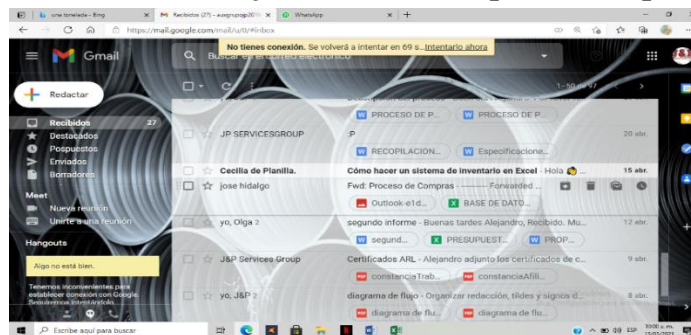 una tonelada - Bing
Recibidos (27) - auxgrupojp201
WhatsApp
https://mail.google.com/mail/u/0/#inbox
Gmail
No tienes conexión. Se volverá a intentar en 69 s... Intentarlo ahora
Buscar en el correo electrónico
Redactar
1-50 de 97
Recibidos 27
Destacados
Pospuestos
Enviados
Borradores
Meet
Nueva reunión
Unirte a una reunión
Hangouts
Algo no está bien.
Tenemos inconvenientes para
establecer conexión con Google.
Seguiremos intentándolo.
PROCESO DE P... PROCESO DE P...
JP SERVICESGROUP :P 20 abr.
RECOPILACION... Especificacione...
Cecilia de Planilla. Cómo hacer un sistema de inventario en Excel - Hola ... 15 abr.
jose hidalgo Fwd: Proceso de Compras - ---------- Forwarded ...
Outlook-e1d... BASE DE DATO...
yo, Olga 2 segundo informe - Buenas tardes Alejandro, Recibido. Mu... 12 abr.
segund... PRESUPUEST... PROP...
J&P Services Group Certificados ARL - Alejandro adjunto los certificados de c... 9 abr.
constanciaTrab... constanciaAfili...
yo, J&P 2 diagrama de flujo - Organizar redacción, tildes y signos d... 8 abr.
diagrama de flu... diagrama de flu...
Escribe aquí para buscar
ESP
10:00 a. m.